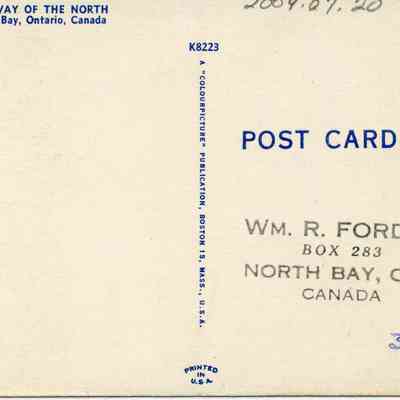 WAY OF THE NORTH
Bay, Ontario, Canada
2009.07.20
K8223
A "COLOURPICTURE" PUBLICATION, BOSTON 15, MASS., U.S.A.
PRINTED
IN
U.S.A
POST CARD
WM. R. FORD
BOX 283
NORTH BAY, O
CANADA